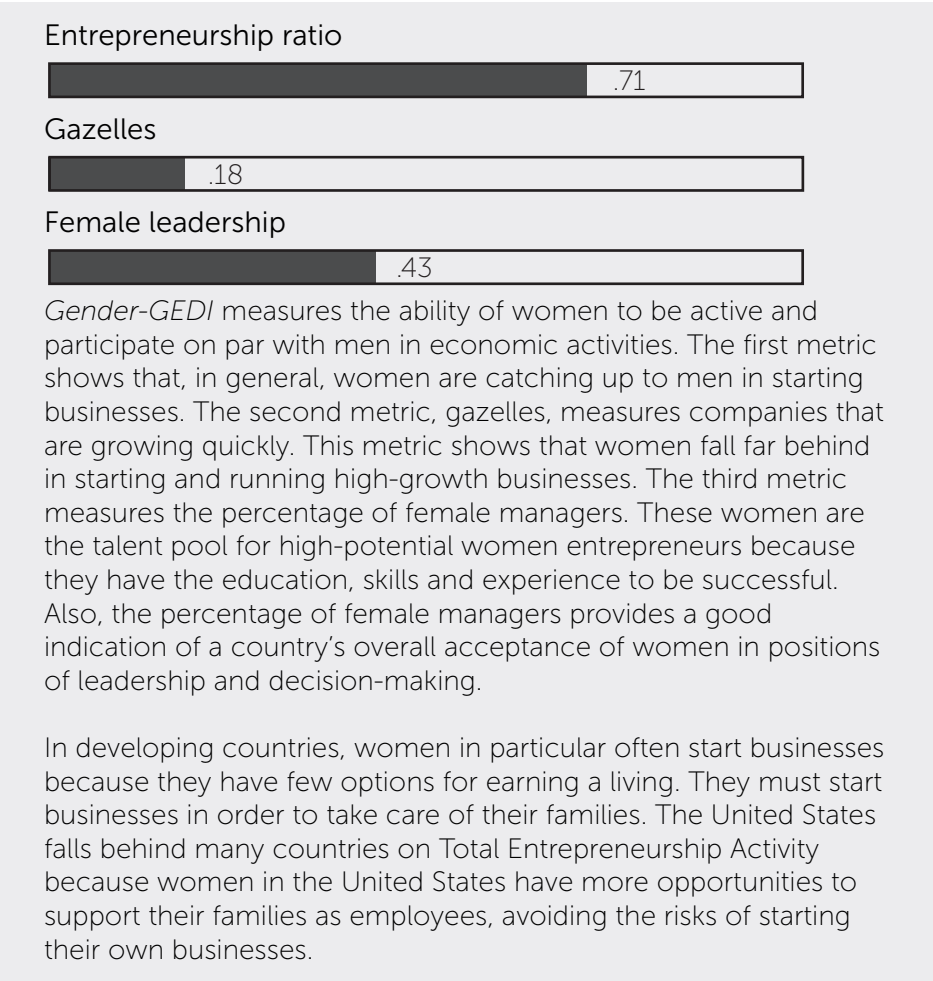 Entrepreneurship ratio
.71
Gazelles
.18
Female leadership
.43
Gender-GEDI measures the ability of women to be active and
participate on par with men in economic activities. The first metric
shows that, in general, women are catching up to men in starting
businesses. The second metric, gazelles, measures companies that
are growing quickly. This metric shows that women fall far behind
in starting and running high-growth businesses. The third metric
measures the percentage of female managers. These women are
the talent pool for high-potential women entrepreneurs because
they have the education, skills and experience to be successful.
Also, the percentage of female managers provides a good
indication of a country’s overall acceptance of women in positions
of leadership and decision-making.
In developing countries, women in particular often start businesses
because they have few options for earning a living. They must start
businesses in order to take care of their families. The United States
falls behind many countries on Total Entrepreneurship Activity
because women in the United States have more opportunities to
support their families as employees, avoiding the risks of starting
their own businesses.